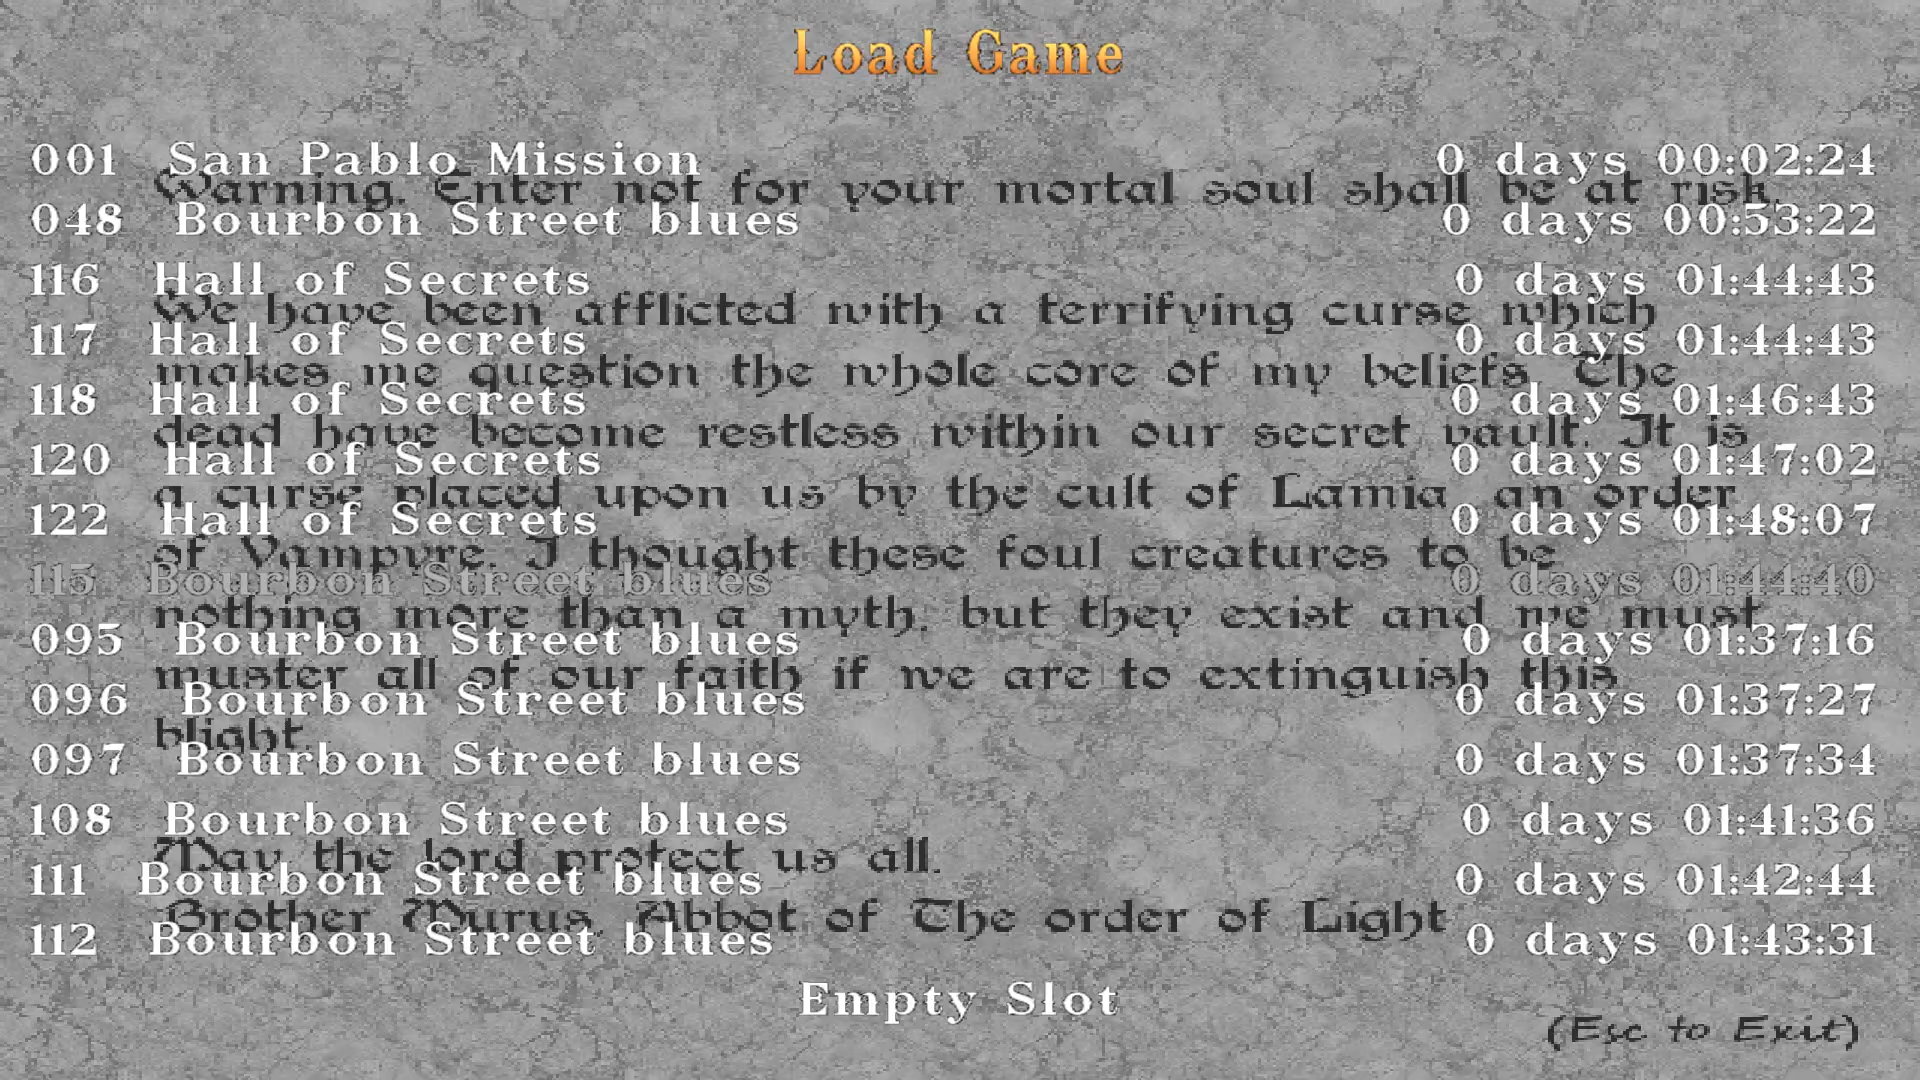 Load Game
001 San Pablo Mission 0 days 00:02:24
Warning. Enter not for your mortal soul shall be at risk.
048 Bourbon Street blues 0 days 00:53:22
116 Hall of Secrets 0 days 01:44:43
We have been afflicted with a terrifying curse which
117 Hall of Secrets 0 days 01:44:43
makes me question the whole core of my beliefs. The
118 Hall of Secrets 0 days 01:46:43
dead have become restless within our secret vault. It is
120 Hall of Secrets 0 days 01:47:02
a curse placed upon us by the cult of Lamia an order
122 Hall of Secrets 0 days 01:48:07
of Vampyre. I thought these foul creatures to be
115 Bourbon Street blues 0 days 01:44:40
nothing more than a myth. but they exist and we must
095 Bourbon Street blues 0 days 01:37:16
muster all of our faith if we are to extinguish this
096 Bourbon Street blues 0 days 01:37:27
blight.
097 Bourbon Street blues 0 days 01:37:34
108 Bourbon Street blues 0 days 01:41:36
May the lord protect us all.
111 Bourbon Street blues 0 days 01:42:44
Brother Murus. Abbot of The order of Light
112 Bourbon Street blues 0 days 01:43:31
Empty Slot
(Esc to Exit)